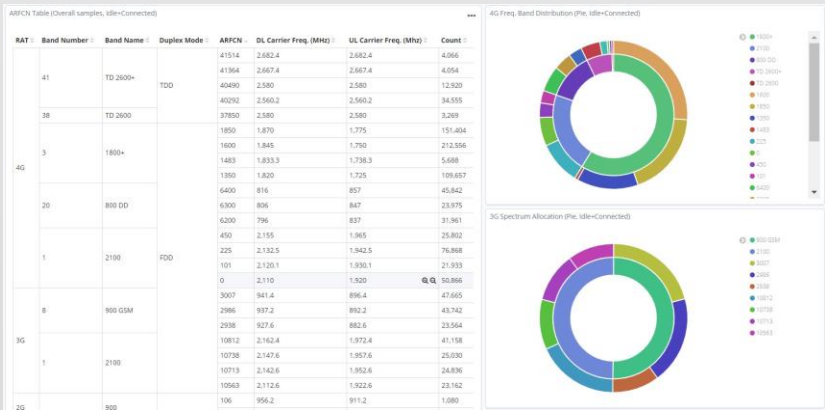 ARFCN Table (Overall samples, Idle+Connected)
RAT Band Number Band Name Duplex Mode ARFCN DL Carrier Freq. (MHz) UL Carrier Freq. (Mhz) Count
4G 41 TD 2600+ TDD 41514 2,682.4 2,682.4 4,066
41364 2,667.4 2,667.4 4,054
40490 2,580 2,580 12,920
40292 2,560.2 2,560.2 34,555
38 TD 2600 37850 2,580 2,580 3,269
3 1800+ FDD 1850 1,870 1,775 151,404
1600 1,845 1,750 212,556
1483 1,833.3 1,738.3 5,688
1350 1,820 1,725 109,657
20 800 DD 6400 816 857 45,842
6300 806 847 23,975
6200 796 837 31,961
1 2100 450 2,155 1,965 25,802
225 2,132.5 1,942.5 76,868
101 2,120.1 1,930.1 21,933
0 2,110 1,920 50,866
3G 8 900 GSM 3007 941.4 896.4 47,665
2986 937.2 892.2 43,742
2938 927.6 882.6 23,564
1 2100 10812 2,162.4 1,972.4 41,158
10738 2,147.6 1,957.6 25,030
10713 2,142.6 1,952.6 24,836
10563 2,112.6 1,922.6 23,162
2G 900 106 956.2 911.2 1,080
4G Freq. Band Distribution (Pie, Idle+Connected)
1800+
2100
800 DD
TD 2600+
TD 2600
1600
1850
1350
1483
225
0
450
101
6400
3G Spectrum Allocation (Pie, Idle+Connected)
900 GSM
2100
3007
2986
2938
10812
10738
10713
10563